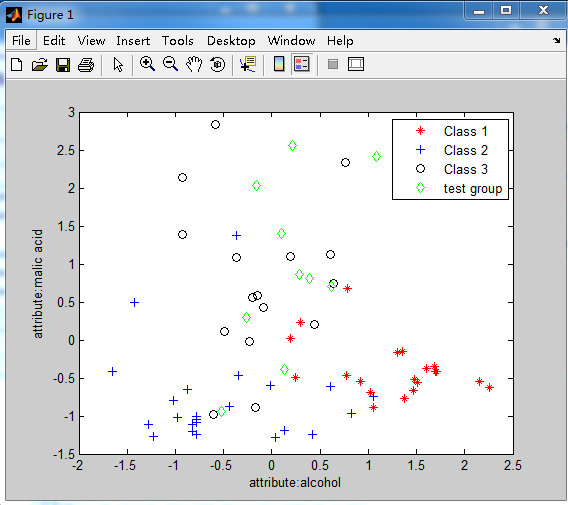 Figure 1
File Edit View Insert Tools Desktop Window Help
3
2.5
2
1.5
1
0.5
0
-0.5
-1
-1.5
-2 -1.5 -1 -0.5 0 0.5 1 1.5 2 2.5
attribute:malic acid
attribute:alcohol
Class 1
Class 2
Class 3
test group